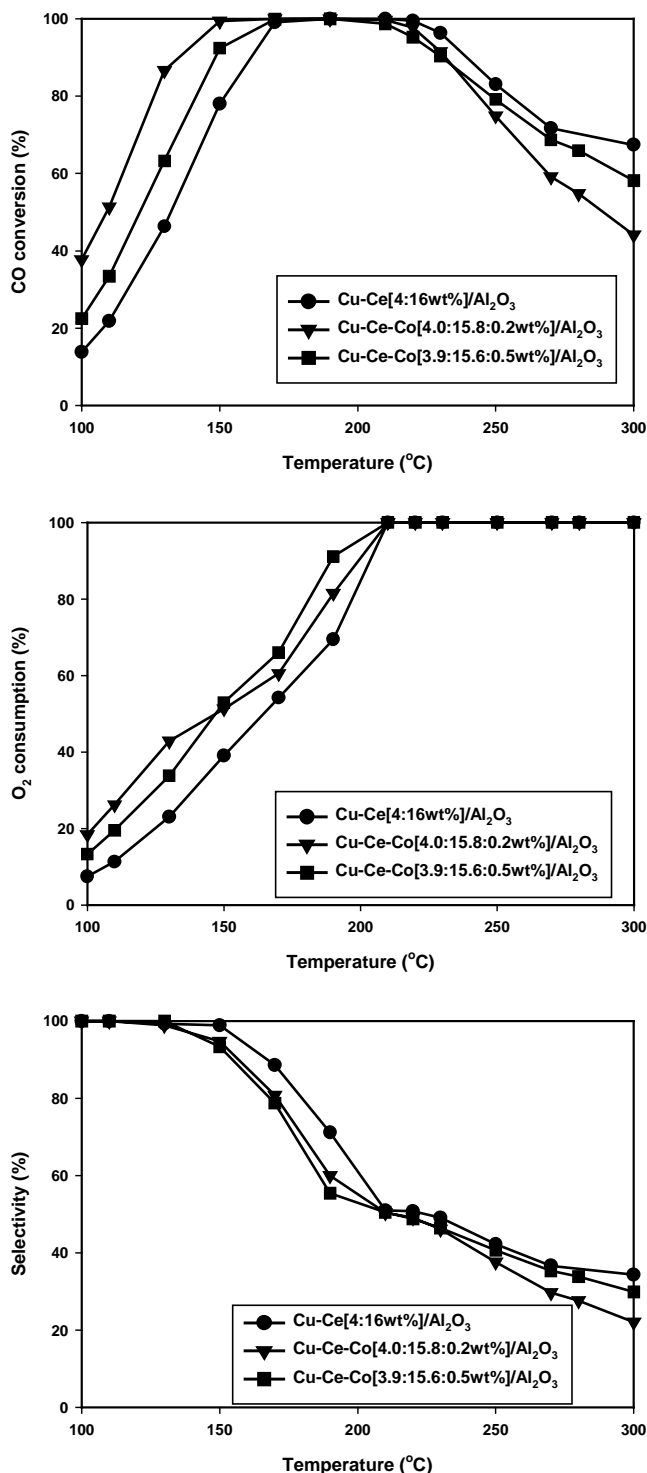 100
80
60
40
20
0
CO conversion (%)
Cu-Ce[4:16wt%]/Al₂O₃
Cu-Ce-Co[4.0:15.8:0.2wt%]/Al₂O₃
Cu-Ce-Co[3.9:15.6:0.5wt%]/Al₂O₃
100 150 200 250 300
Temperature (°C)
100
80
60
40
20
0
O₂ consumption (%)
Cu-Ce[4:16wt%]/Al₂O₃
Cu-Ce-Co[4.0:15.8:0.2wt%]/Al₂O₃
Cu-Ce-Co[3.9:15.6:0.5wt%]/Al₂O₃
100 150 200 250 300
Temperature (°C)
100
80
60
40
20
0
Selectivity (%)
Cu-Ce[4:16wt%]/Al₂O₃
Cu-Ce-Co[4.0:15.8:0.2wt%]/Al₂O₃
Cu-Ce-Co[3.9:15.6:0.5wt%]/Al₂O₃
100 150 200 250 300
Temperature (°C)